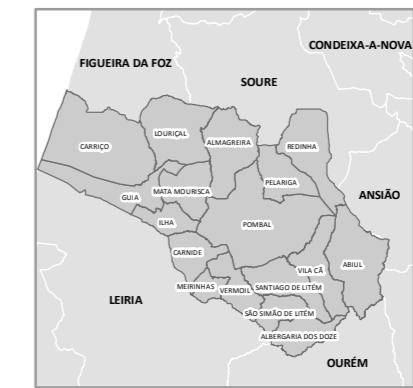 CONDEIXA-A-NOVA
FIGUEIRA DA FOZ
SOURE
LOURIÇAL
ALMAGREIRA
CARRIÇO
REDINHA
PELARIGA
MATA MOURISCA
GUIA
ANSIÃO
ILHA
POMBAL
CARNIDE
VILA CÃ
ABIUL
MEIRINHAS
VERMOIL
SANTIAGO DE LITÉM
LEIRIA
SÃO SIMÃO DE LITÉM
ALBERGARIA DOS DOZE
OURÉM